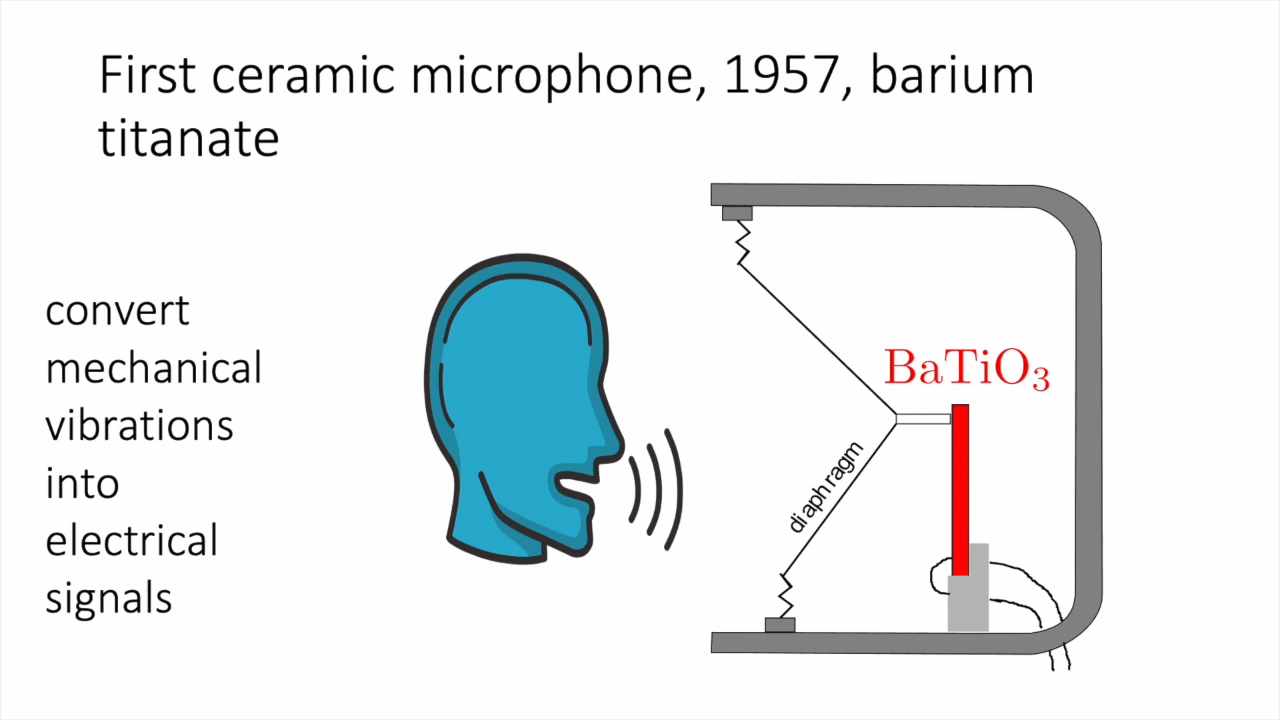 First ceramic microphone, 1957, barium
titanate
convert
mechanical
vibrations
into
electrical
signals
BaTiO₃
diaphragm